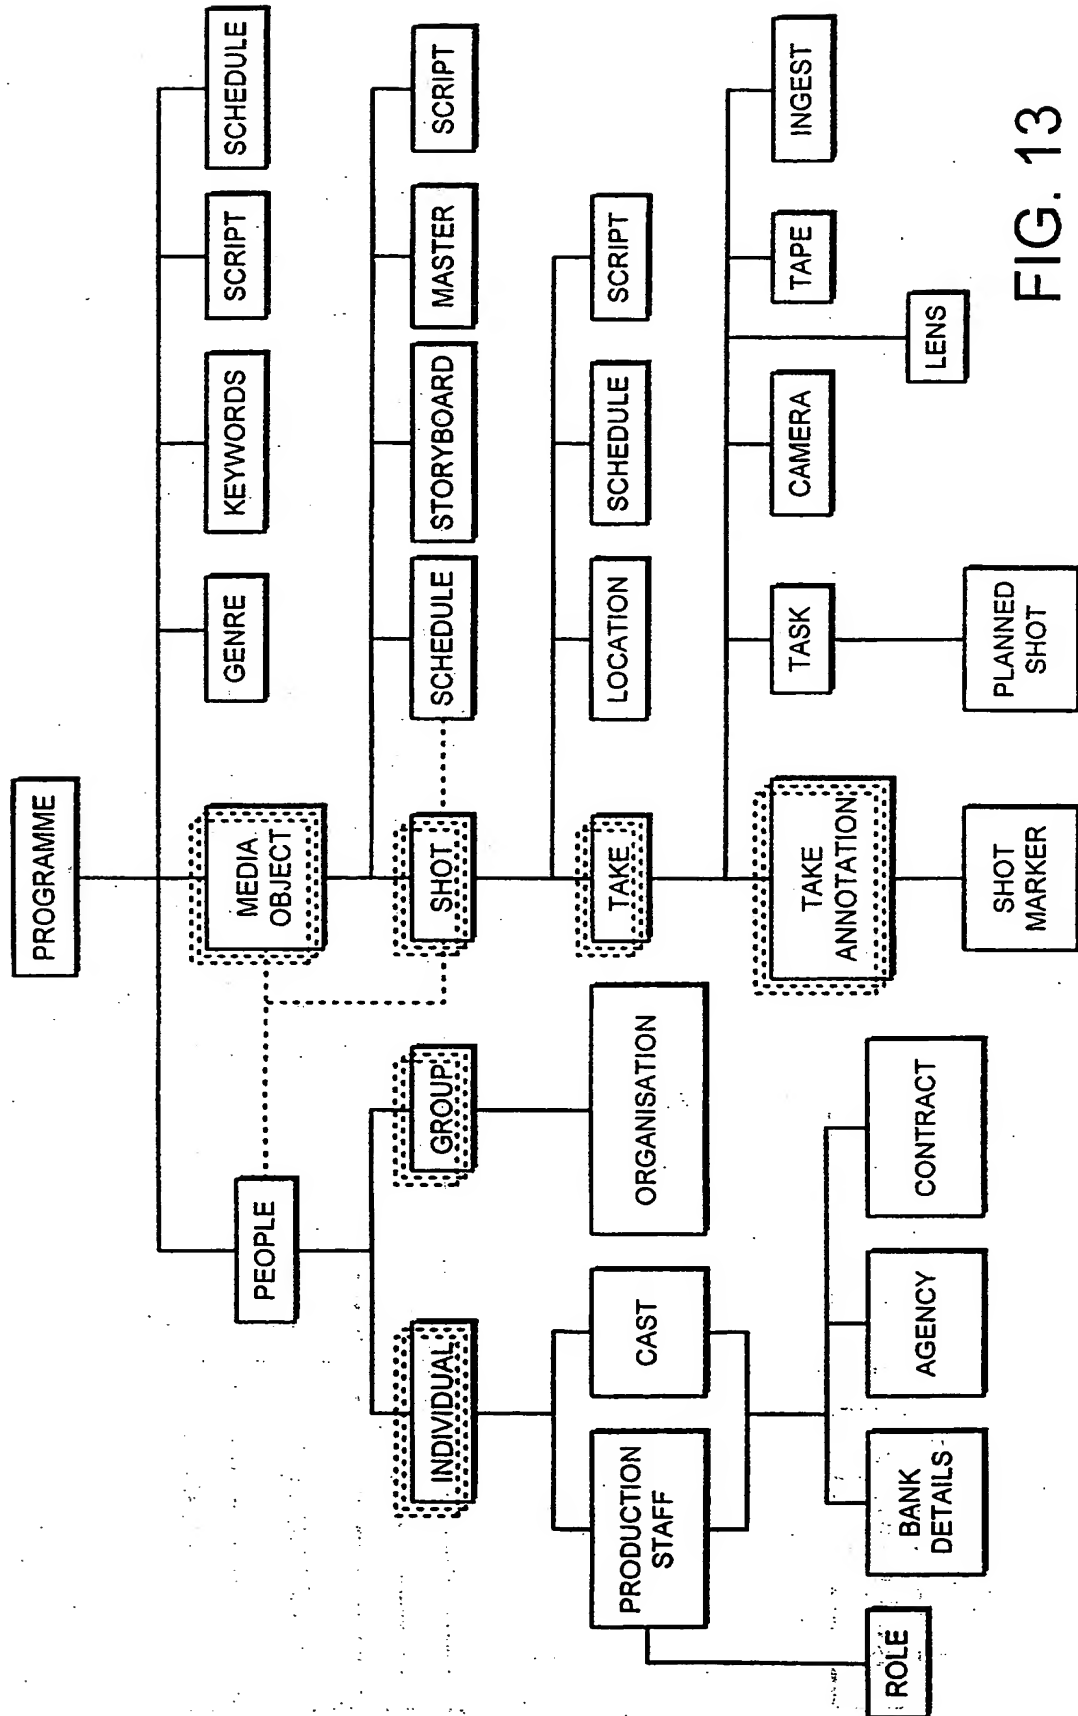 PROGRAMME
PEOPLE
MEDIA
OBJECT
GENRE
KEYWORDS
SCRIPT
SCHEDULE
INDIVIDUAL
GROUP
SHOT
SCHEDULE
STORYBOARD
MASTER
SCRIPT
PRODUCTION
STAFF
CAST
ORGANISATION
TAKE
LOCATION
SCHEDULE
SCRIPT
ROLE
BANK
DETAILS
AGENCY
CONTRACT
TAKE
ANNOTATION
TASK
CAMERA
LENS
TAPE
INGEST
SHOT
MARKER
PLANNED
SHOT
FIG. 13